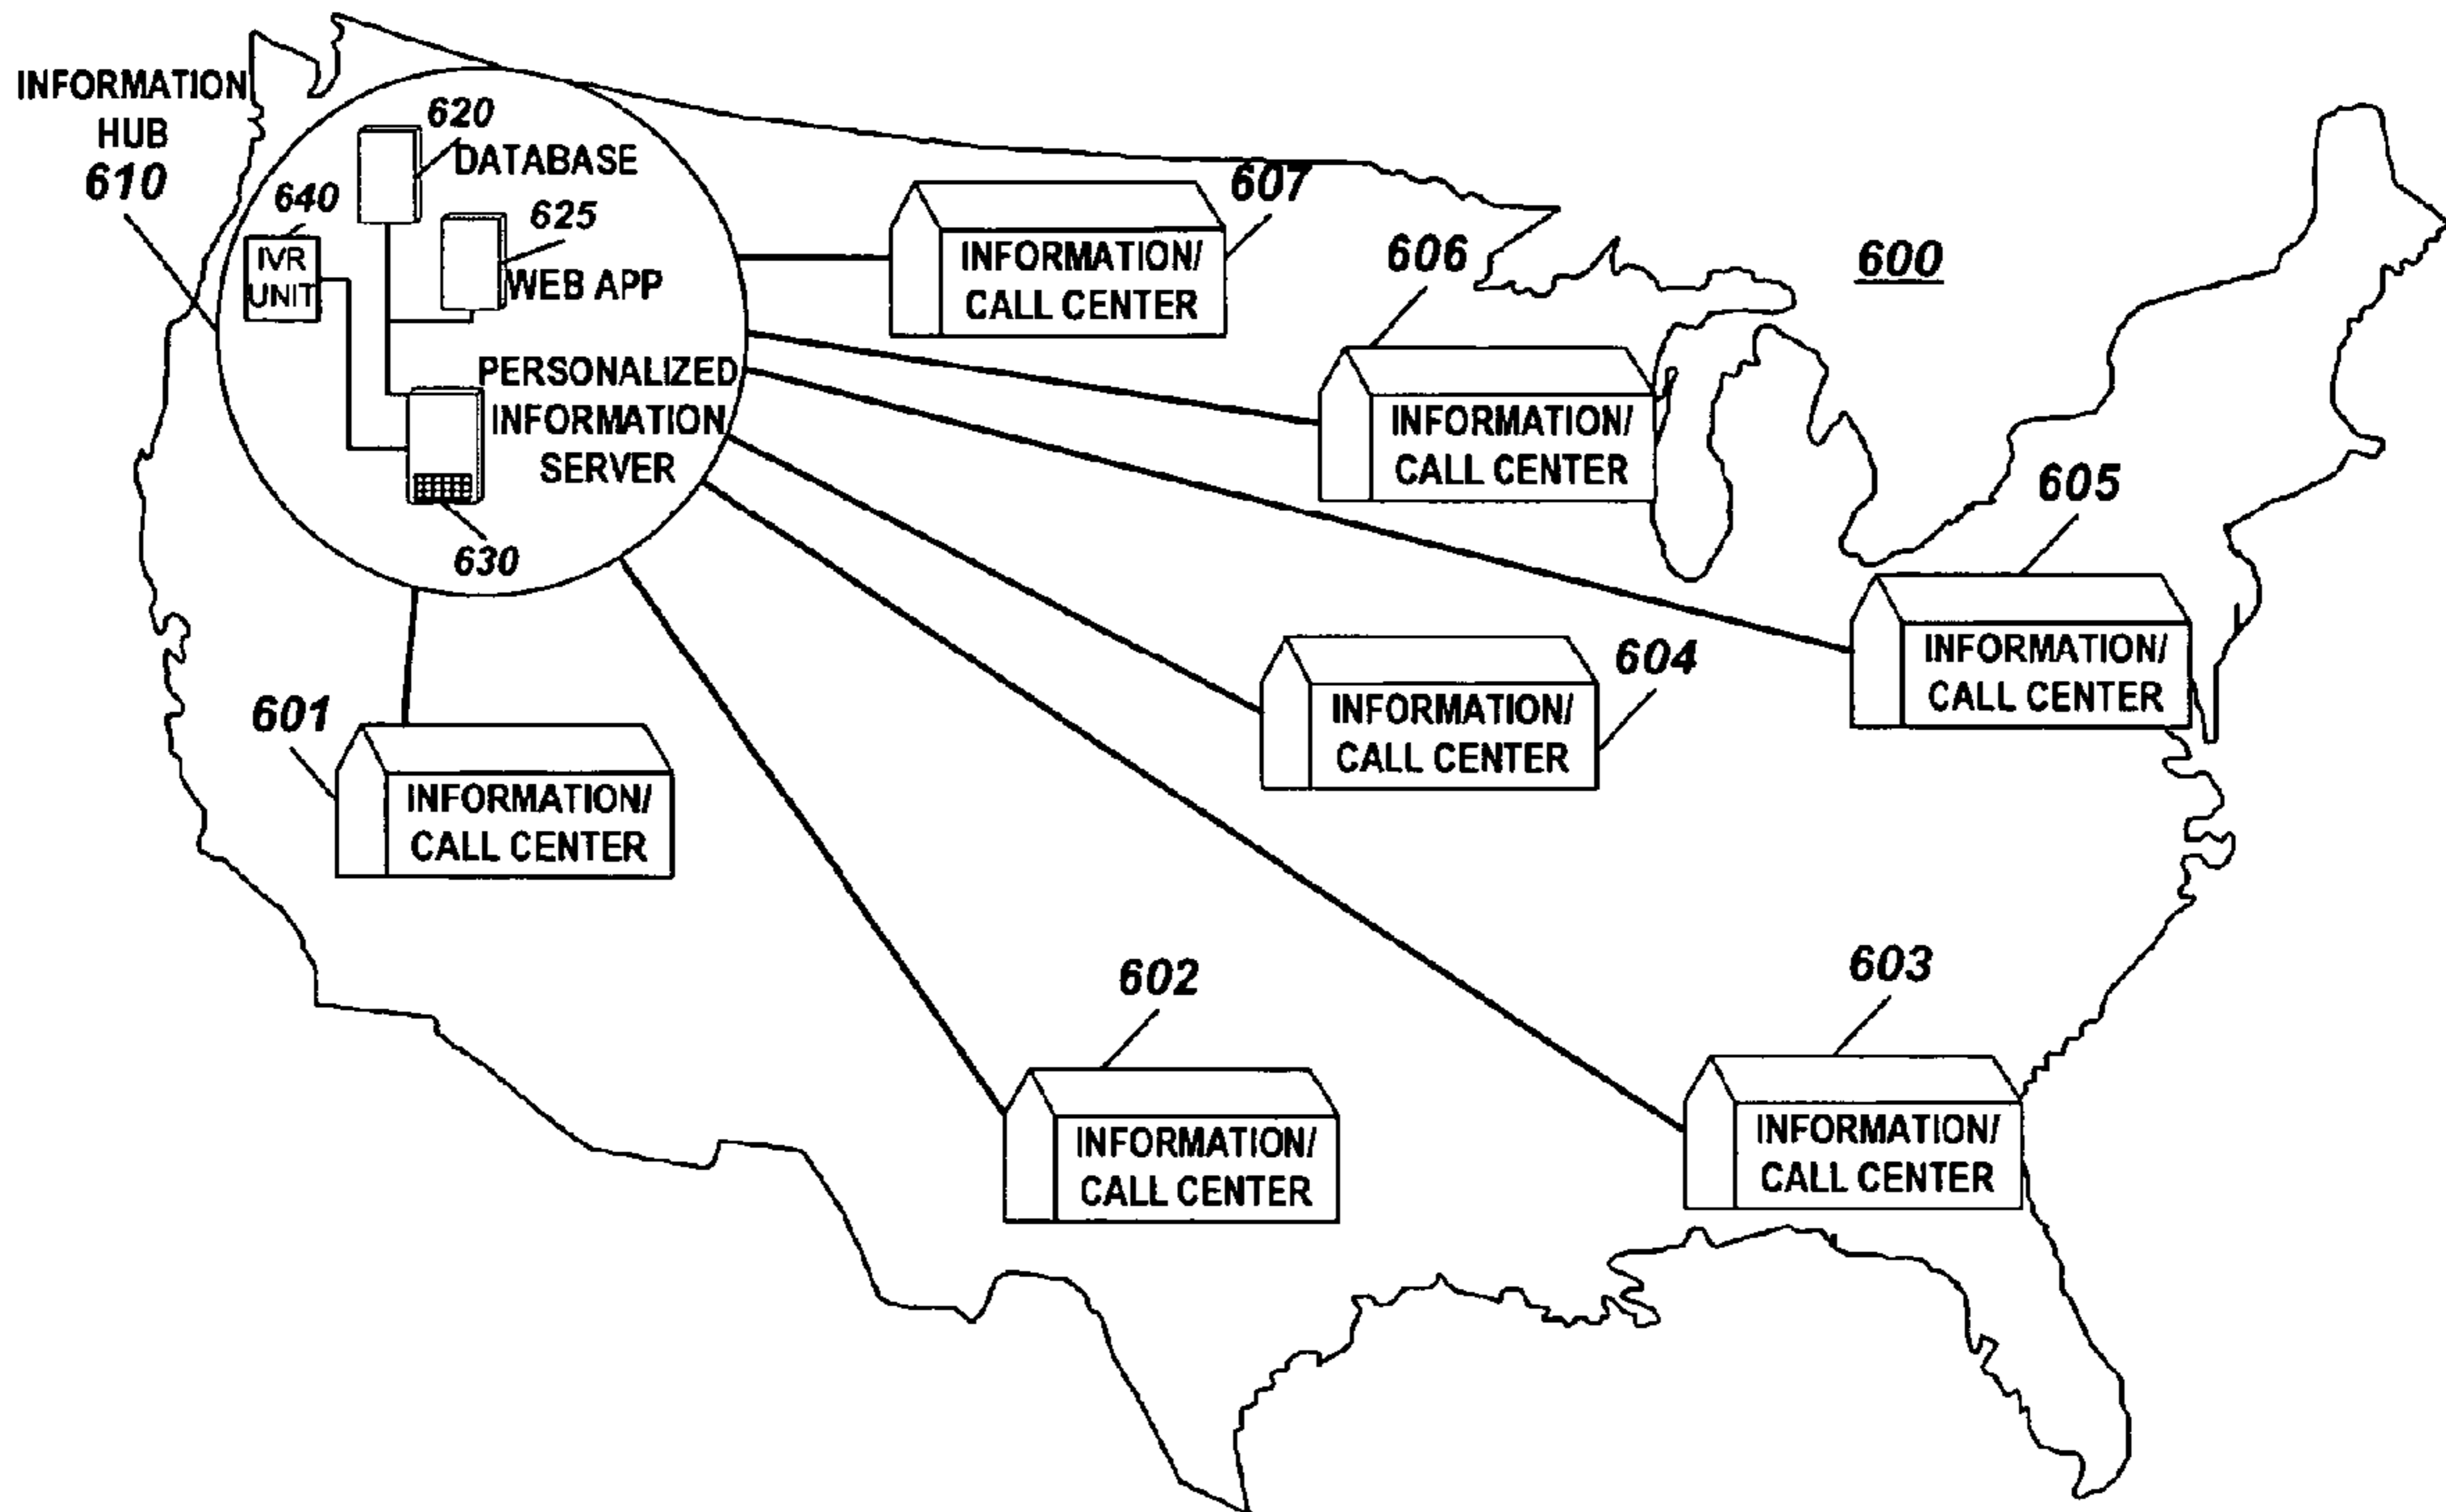 INFORMATION
HUB
610
620
DATABASE
640
625
IVR
UNIT
WEB APP
PERSONALIZED
INFORMATION
SERVER
630
607
INFORMATION/
CALL CENTER
606
INFORMATION/
CALL CENTER
600
605
INFORMATION/
CALL CENTER
604
INFORMATION/
CALL CENTER
601
INFORMATION/
CALL CENTER
602
INFORMATION/
CALL CENTER
603
INFORMATION/
CALL CENTER